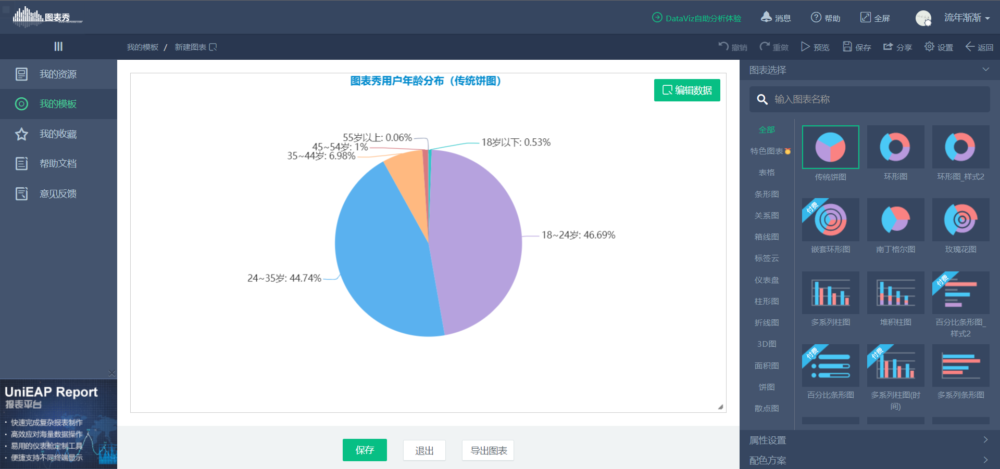 图表秀
DataViz自助分析体验
消息
帮助
全屏
流年渐渐
我的模板 / 新建图表
撤销
重做
预览
保存
分享
设置
返回
我的资源
我的模板
我的收藏
帮助文档
意见反馈
UniEAP Report
报表平台
· 快速完成复杂报表制作
· 高效应对海量数据操作
· 易用的仪表舱定制工具
· 便捷支持不同终端显示
图表秀用户年龄分布（传统饼图）
编辑数据
55岁以上: 0.06%
18岁以下: 0.53%
45~54岁: 1%
35~44岁: 6.98%
18~24岁: 46.69%
24~35岁: 44.74%
保存
退出
导出图表
图表选择
输入图表名称
全部
特色图表
表格
条形图
关系图
箱线图
标签云
仪表盘
柱形图
折线图
3D图
面积图
饼图
散点图
传统饼图
环形图
环形图_样式2
付费
嵌套环形图
南丁格尔图
玫瑰花图
多系列柱图
堆积柱图
付费
百分比条形图_
样式2
付费
百分比条形图
付费
多系列柱图(时
间)
多系列条形图
属性设置
配色方案